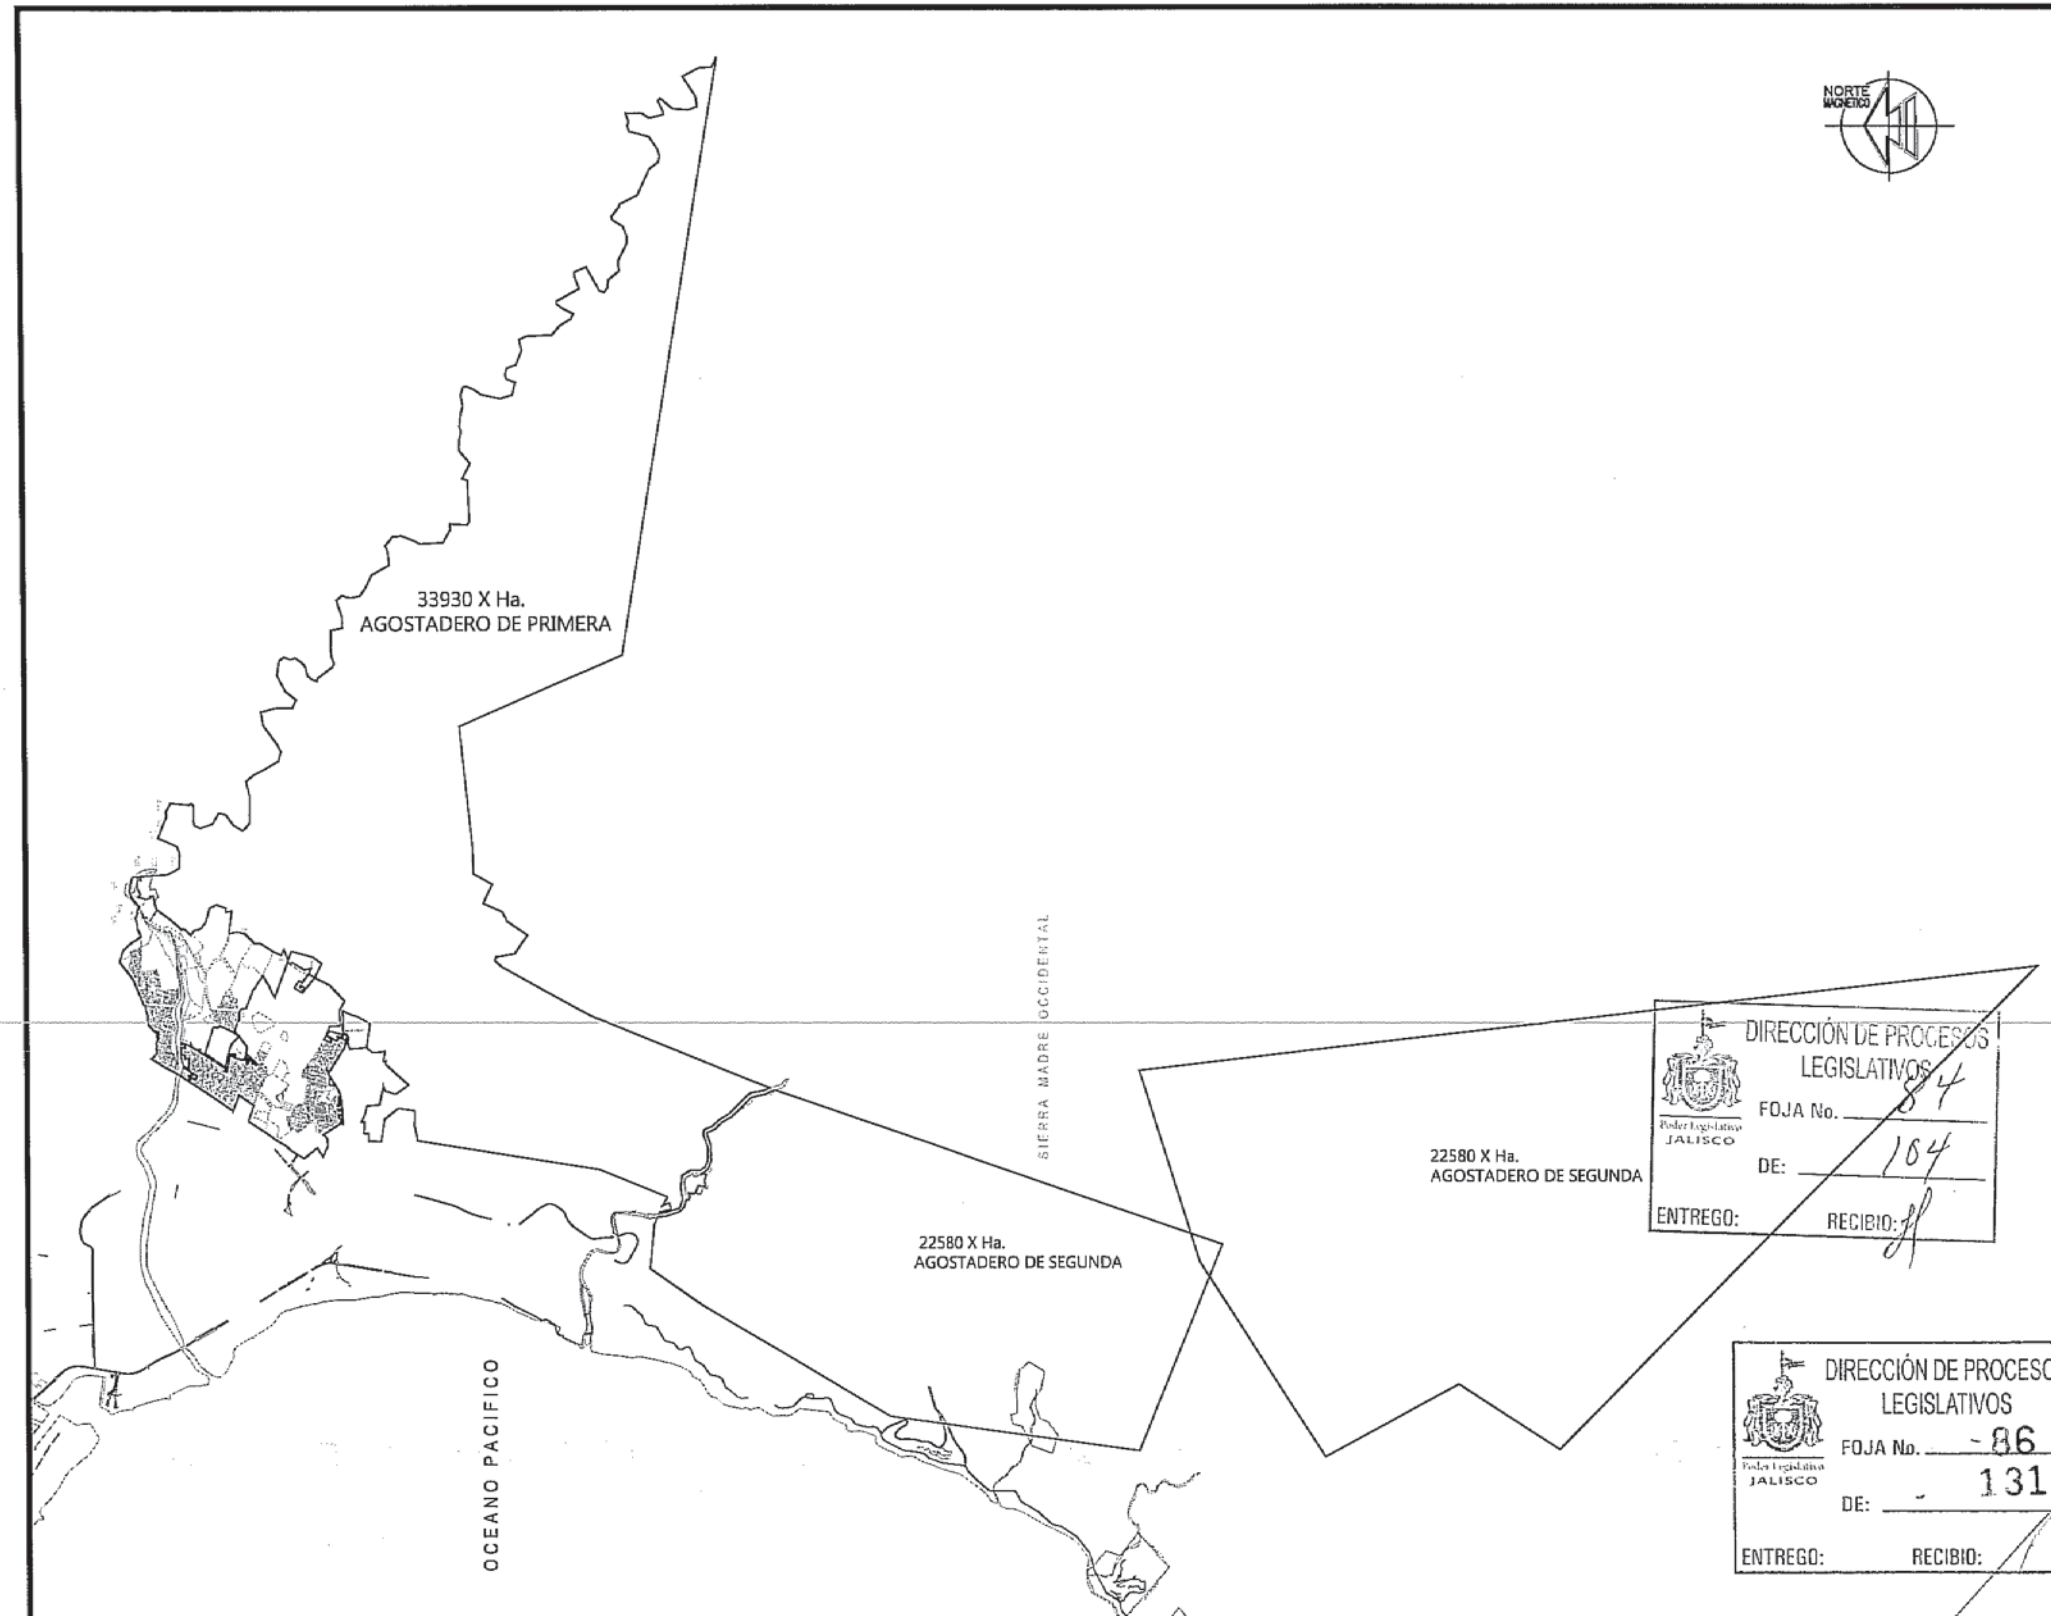 NORTE
MAGNETICO
33930 X Ha.
AGOSTADERO DE PRIMERA
SIERRA MADRE OCCIDENTAL
22580 X Ha.
AGOSTADERO DE SEGUNDA
22580 X Ha.
AGOSTADERO DE SEGUNDA
OCEANO PACIFICO
DIRECCIÓN DE PROCESOS
LEGISLATIVOS
Poder Legislativo
JALISCO
FOJA No. 84
DE: 104
ENTREGO: RECIBIO:
DIRECCIÓN DE PROCESO
LEGISLATIVOS
Poder Legislativo
JALISCO
FOJA No. -86
DE: - 131
ENTREGO: RECIBIO: